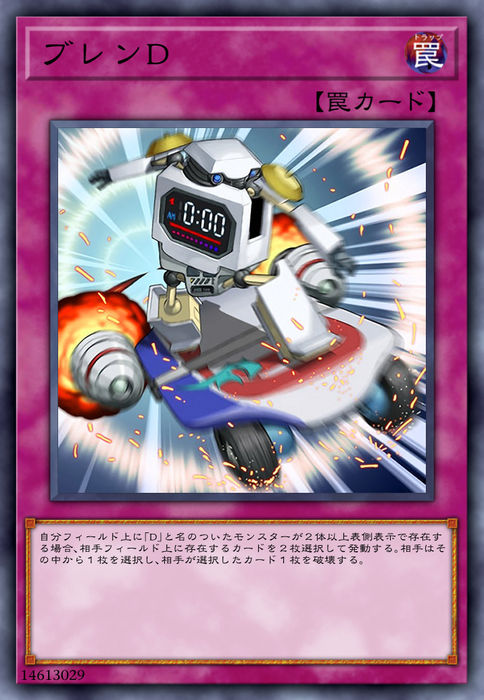 ブレンD
トラップ
罠
【罠カード】
AM 0:00
自分フィールド上に「D」と名のついたモンスターが2体以上表側表示で存在す
る場合、相手フィールド上に存在するカードを2枚選択して発動する。相手はそ
の中から1枚を選択し、相手が選択したカード1枚を破壊する。
14613029